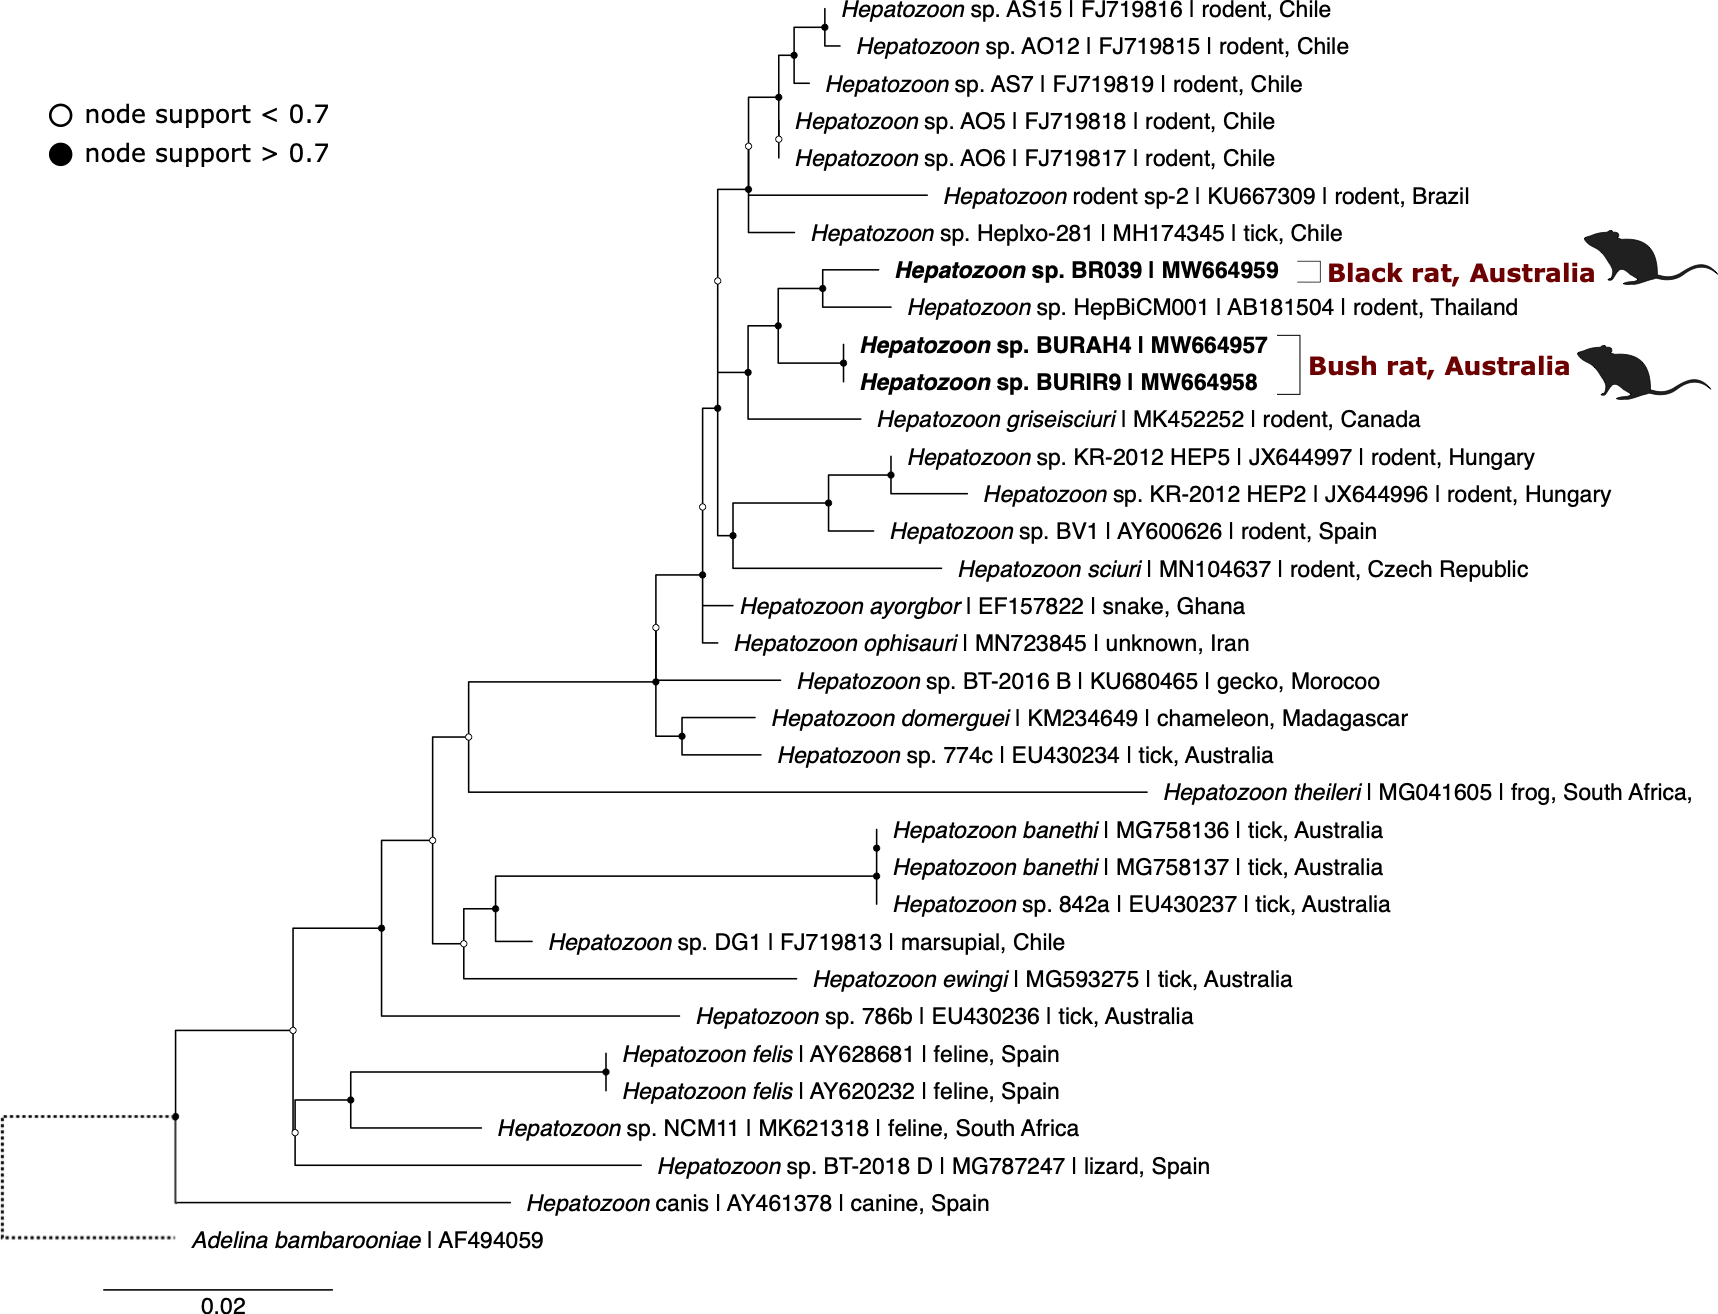 Hepatozoon sp. AS15 | FJ719816 | rodent, Chile
Hepatozoon sp. AO12 | FJ719815 | rodent, Chile
Hepatozoon sp. AS7 | FJ719819 | rodent, Chile
node support < 0.7
Hepatozoon sp. AO5 | FJ719818 | rodent, Chile
node support > 0.7
Hepatozoon sp. AO6 | FJ719817 | rodent, Chile
Hepatozoon rodent sp-2 | KU667309 | rodent, Brazil
Hepatozoon sp. HepIxo-281 | MH174345 | tick, Chile
Hepatozoon sp. BR039 | MW664959 Black rat, Australia
Hepatozoon sp. HepBiCM001 | AB181504 | rodent, Thailand
Hepatozoon sp. BURAH4 | MW664957
Bush rat, Australia
Hepatozoon sp. BURIR9 | MW664958
Hepatozoon griseisciuri | MK452252 | rodent, Canada
Hepatozoon sp. KR-2012 HEP5 | JX644997 | rodent, Hungary
Hepatozoon sp. KR-2012 HEP2 | JX644996 | rodent, Hungary
Hepatozoon sp. BV1 | AY600626 | rodent, Spain
Hepatozoon sciuri | MN104637 | rodent, Czech Republic
Hepatozoon ayorgbor | EF157822 | snake, Ghana
Hepatozoon ophisauri | MN723845 | unknown, Iran
Hepatozoon sp. BT-2016 B | KU680465 | gecko, Morocoo
Hepatozoon domerguei | KM234649 | chameleon, Madagascar
Hepatozoon sp. 774c | EU430234 | tick, Australia
Hepatozoon theileri | MG041605 | frog, South Africa,
Hepatozoon banethi | MG758136 | tick, Australia
Hepatozoon banethi | MG758137 | tick, Australia
Hepatozoon sp. 842a | EU430237 | tick, Australia
Hepatozoon sp. DG1 | FJ719813 | marsupial, Chile
Hepatozoon ewingi | MG593275 | tick, Australia
Hepatozoon sp. 786b | EU430236 | tick, Australia
Hepatozoon felis | AY628681 | feline, Spain
Hepatozoon felis | AY620232 | feline, Spain
Hepatozoon sp. NCM11 | MK621318 | feline, South Africa
Hepatozoon sp. BT-2018 D | MG787247 | lizard, Spain
Hepatozoon canis | AY461378 | canine, Spain
Adelina bambarooniae | AF494059
0.02